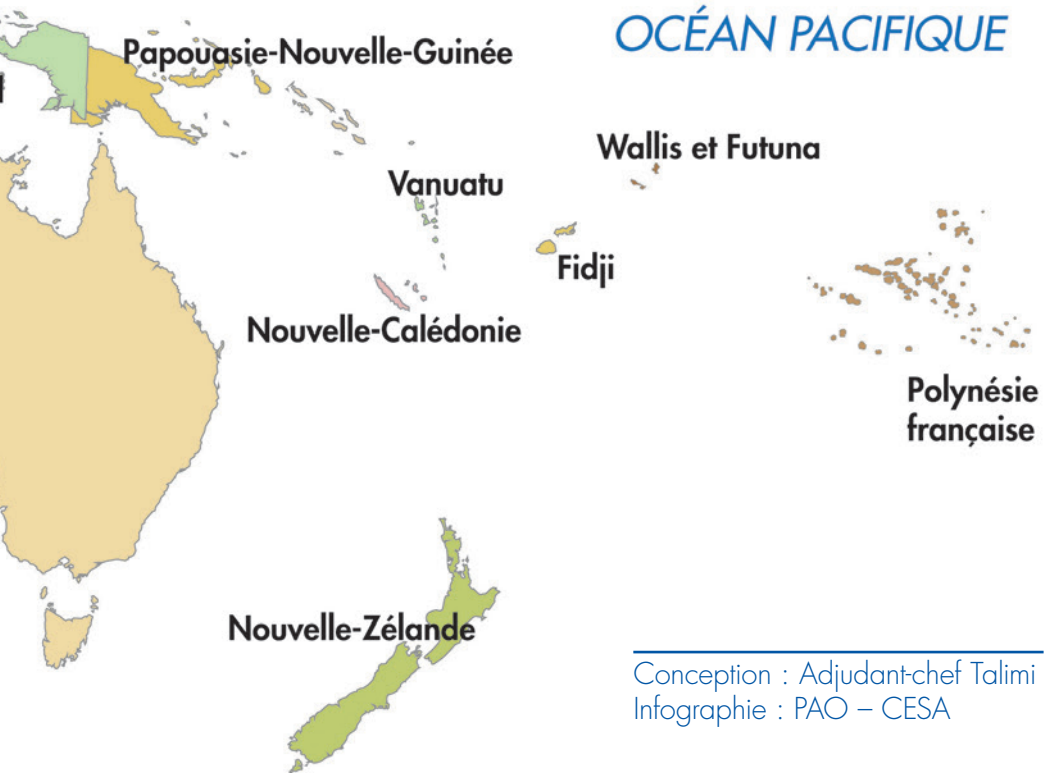 OCÉAN PACIFIQUE
Papouasie-Nouvelle-Guinée
Wallis et Futuna
Vanuatu
Fidji
Nouvelle-Calédonie
Polynésie
française
Nouvelle-Zélande
Conception : Adjudant-chef Talimi
Infographie : PAO – CESA